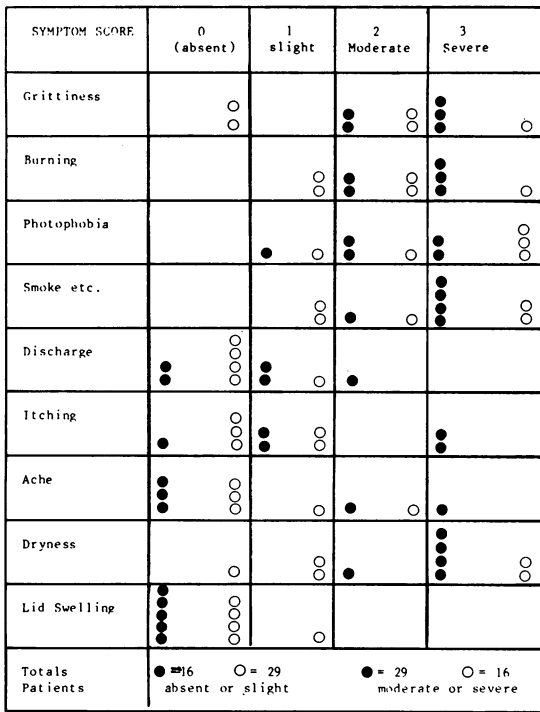 SYMPTOM SCORE 0 1 2 3
(absent) slight Moderate Severe
Grittiness
Burning
Photophobia
Smoke etc.
Discharge
Itching
Ache
Dryness
Lid Swelling
Totals ● =16 ○ = 29 ● = 29 ○ = 16
Patients absent or slight moderate or severe